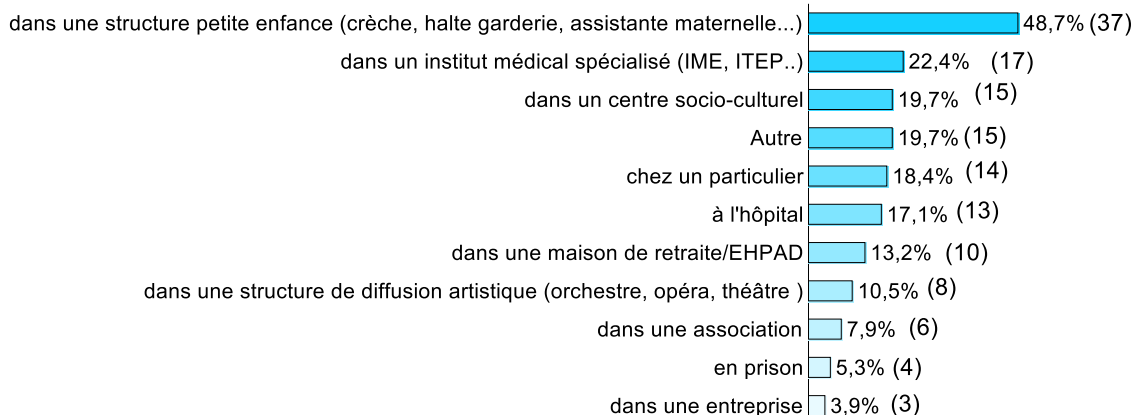 dans une structure petite enfance (crèche, halte garderie, assistante maternelle...) 48,7% (37)
dans un institut médical spécialisé (IME, ITEP..) 22,4% (17)
dans un centre socio-culturel 19,7% (15)
Autre 19,7% (15)
chez un particulier 18,4% (14)
à l'hôpital 17,1% (13)
dans une maison de retraite/EHPAD 13,2% (10)
dans une structure de diffusion artistique (orchestre, opéra, théâtre ) 10,5% (8)
dans une association 7,9% (6)
en prison 5,3% (4)
dans une entreprise 3,9% (3)